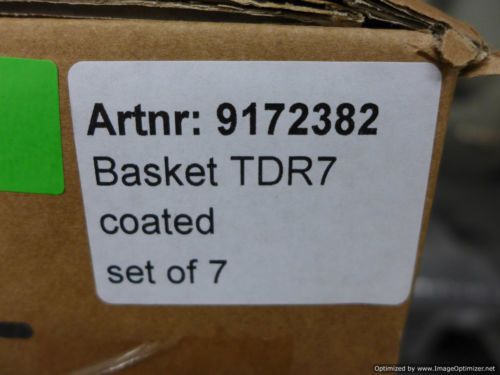 Artnr: 9172382
Basket TDR7
coated
set of 7
Optimized by www.ImageOptimizer.net